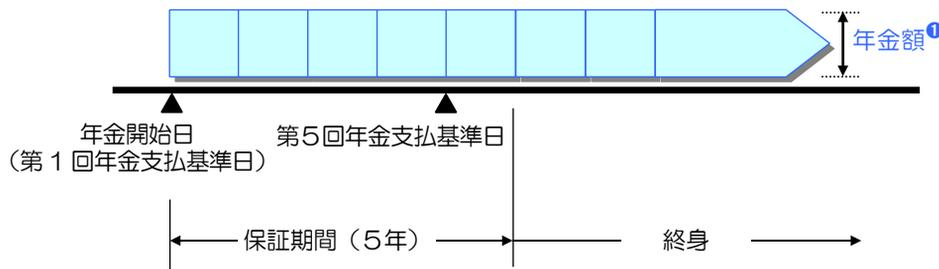 年金額❶
年金開始日
（第１回年金支払基準日）
第５回年金支払基準日
保証期間（５年）
終身